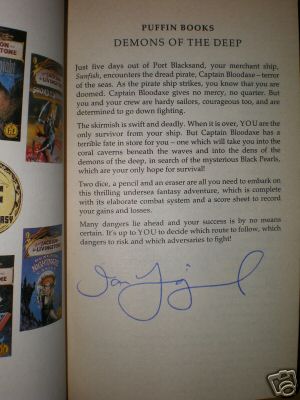 PUFFIN BOOKS
DEMONS OF THE DEEP
Just five days out of Port Blacksand, your merchant ship,
Sunfish, encounters the dread pirate, Captain Bloodaxe – terror
of the seas. As the pirate ship strikes, you know that you are
doomed. Captain Bloodaxe gives no mercy, no quarter. But
you and your crew are hardy sailors, courageous too, and are
determined to go down fighting.
The skirmish is swift and deadly. When it is over, YOU are the
only survivor from your ship. But Captain Bloodaxe has a
terrible fate in store for you – one which will take you into the
coral caverns beneath the waves and into the dens of the
demons of the deep, in search of the mysterious Black Pearls,
which are your only hope for survival!
Two dice, a pencil and an eraser are all you need to embark on
this thrilling undersea fantasy adventure, which is complete
with its elaborate combat system and a score sheet to record
your gains and losses.
Many dangers lie ahead and your success is by no means
certain. It's up to YOU to decide which route to follow, which
dangers to risk and which adversaries to fight!
eBay